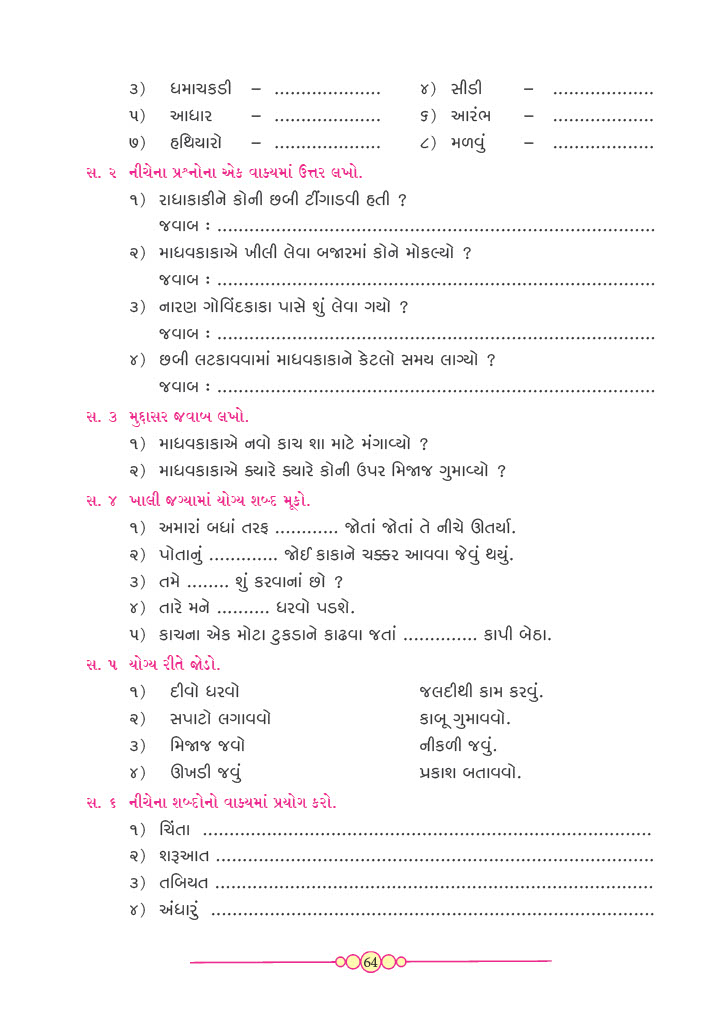 ૩) ધમાચકડી – .................... ૪) સીડી – ...................
૫) આધાર – .................... ૬) આરંભ – ...................
૭) હથિયારો – .................... ૮) મળવું – ...................
સ. ૨ નીચેના પ્રશ્નોના એક વાક્યમાં ઉત્તર લખો.
૧) રાધાકાકીને કોની છબી ટીંગાડવી હતી ?
જવાબ : ..................................................................................
૨) માધવકાકાએ ખીલી લેવા બજારમાં કોને મોકલ્યો ?
જવાબ : ..................................................................................
૩) નારણ ગોવિંદકાકા પાસે શું લેવા ગયો ?
જવાબ : ..................................................................................
૪) છબી લટકાવવામાં માધવકાકાને કેટલો સમય લાગ્યો ?
જવાબ : ..................................................................................
સ. ૩ મુદ્દાસર જવાબ લખો.
૧) માધવકાકાએ નવો કાચ શા માટે મંગાવ્યો ?
૨) માધવકાકાએ ક્યારે ક્યારે કોની ઉપર મિજાજ ગુમાવ્યો ?
સ. ૪ ખાલી જગ્યામાં યોગ્ય શબ્દ મૂકો.
૧) અમારાં બધાં તરફ ............ જોતાં જોતાં તે નીચે ઊતર્યા.
૨) પોતાનું ............. જોઈ કાકાને ચક્કર આવવા જેવું થયું.
૩) તમે ........ શું કરવાનાં છો ?
૪) તારે મને .......... ધરવો પડશે.
૫) કાચના એક મોટા ટુકડાને કાઢવા જતાં .............. કાપી બેઠા.
સ. ૫ યોગ્ય રીતે જોડો.
૧) દીવો ધરવો જલદીથી કામ કરવું.
૨) સપાટો લગાવવો કાબૂ ગુમાવવો.
૩) મિજાજ જવો નીકળી જવું.
૪) ઊખડી જવું પ્રકાશ બતાવવો.
સ. ૬ નીચેના શબ્દોનો વાક્યમાં પ્રયોગ કરો.
૧) ચિંતા ....................................................................................
૨) શરૂઆત ..................................................................................
૩) તબિયત ..................................................................................
૪) અંધારું ...................................................................................
64